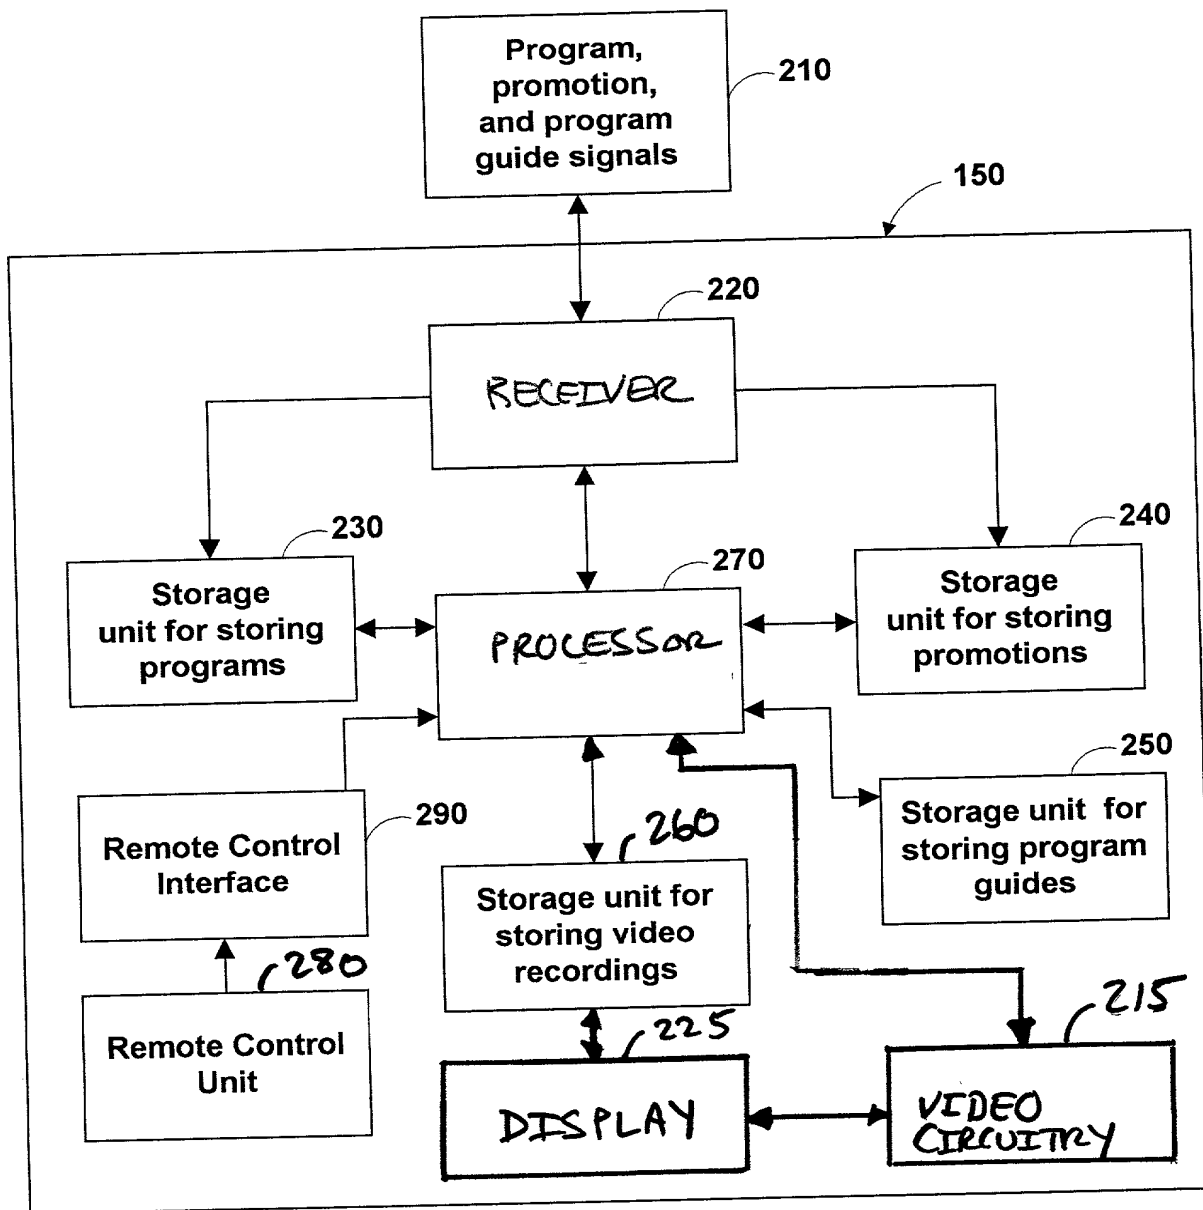 Program,
promotion,
and program
guide signals
210
150
220
RECEIVER
230
Storage
unit for storing
programs
270
PROCESSOR
240
Storage
unit for storing
promotions
250
Storage unit for
storing program
guides
290
Remote Control
Interface
260
Storage unit for
storing video
recordings
280
Remote Control
Unit
225
DISPLAY
215
VIDEO
CIRCUITRY